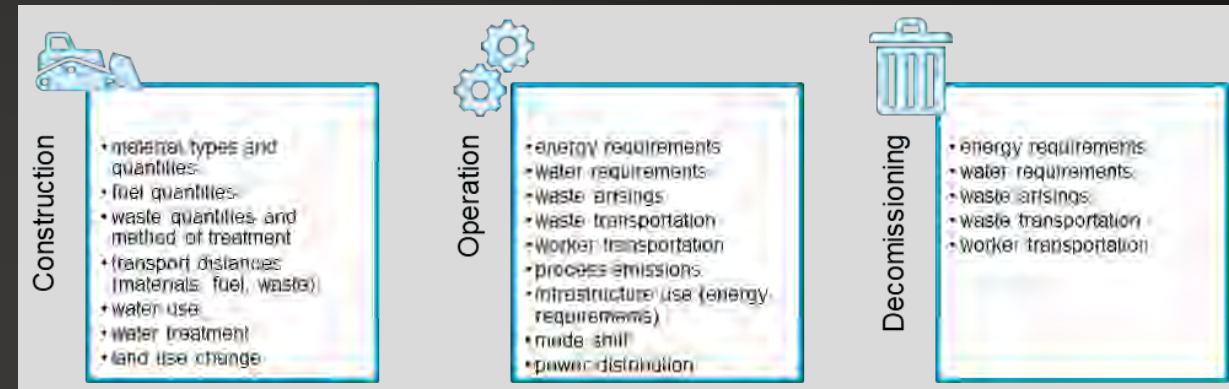 Construction
• material types and
quantities
• fuel quantities
• waste quantities and
method of treatment
• transport distances
(materials, fuel, waste)
• water use
• water treatment
• land use change
Operation
• energy requirements
• water requirements
• waste arisings
• waste transportation
• worker transportation
• process emissions
• infrastructure use (energy
requirements)
• mode shift
• power distribution
Decomissioning
• energy requirements
• water requirements
• waste arisings
• waste transportation
• worker transportation